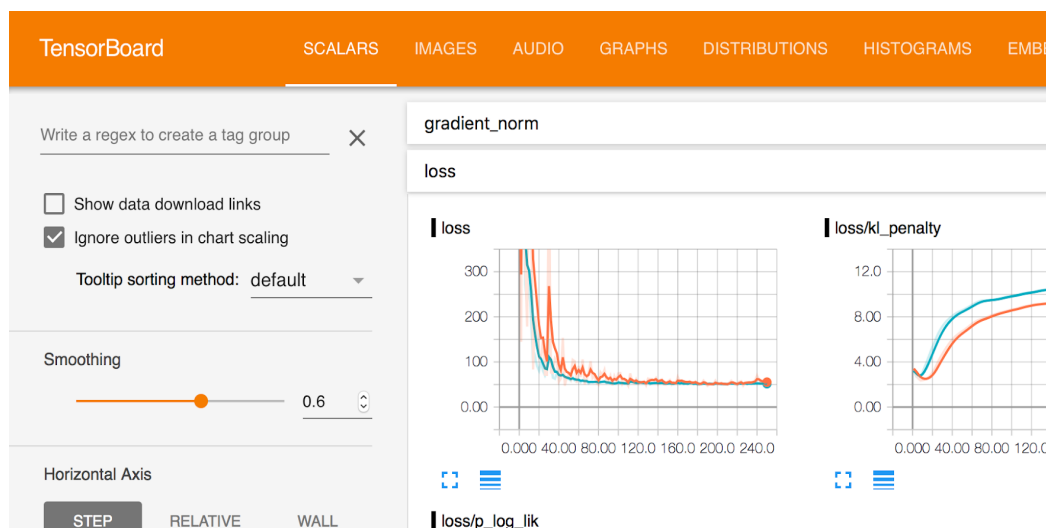 TensorBoard
SCALARS IMAGES AUDIO GRAPHS DISTRIBUTIONS HISTOGRAMS
Write a regex to create a tag group
Show data download links
Ignore outliers in chart scaling
Tooltip sorting method: default
Smoothing
0.6
Horizontal Axis
STEP RELATIVE WALL
gradient_norm
loss
loss
300
200
100
0.00
0.000 40.00 80.00 120.0 160.0 200.0 240.0
loss/kl_penalty
12.0
8.00
4.00
0.00
0.000 40.00 80.00 120.0
loss/p_log_lik